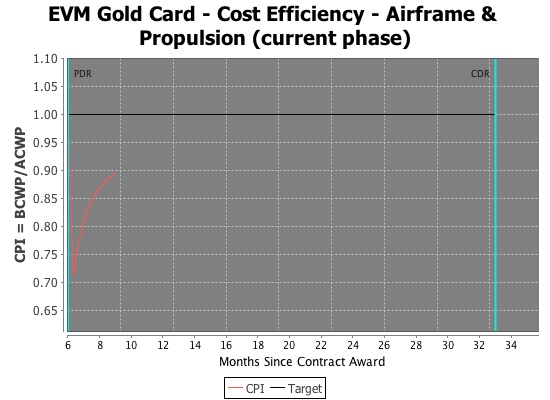 EVM Gold Card - Cost Efficiency - Airframe &
Propulsion (current phase)
CPI = BCWP/ACWP
1.10
1.05
1.00
0.95
0.90
0.85
0.80
0.75
0.70
0.65
PDR
CDR
6 8 10 12 14 16 18 20 22 24 26 28 30 32 34
Months Since Contract Award
CPI Target